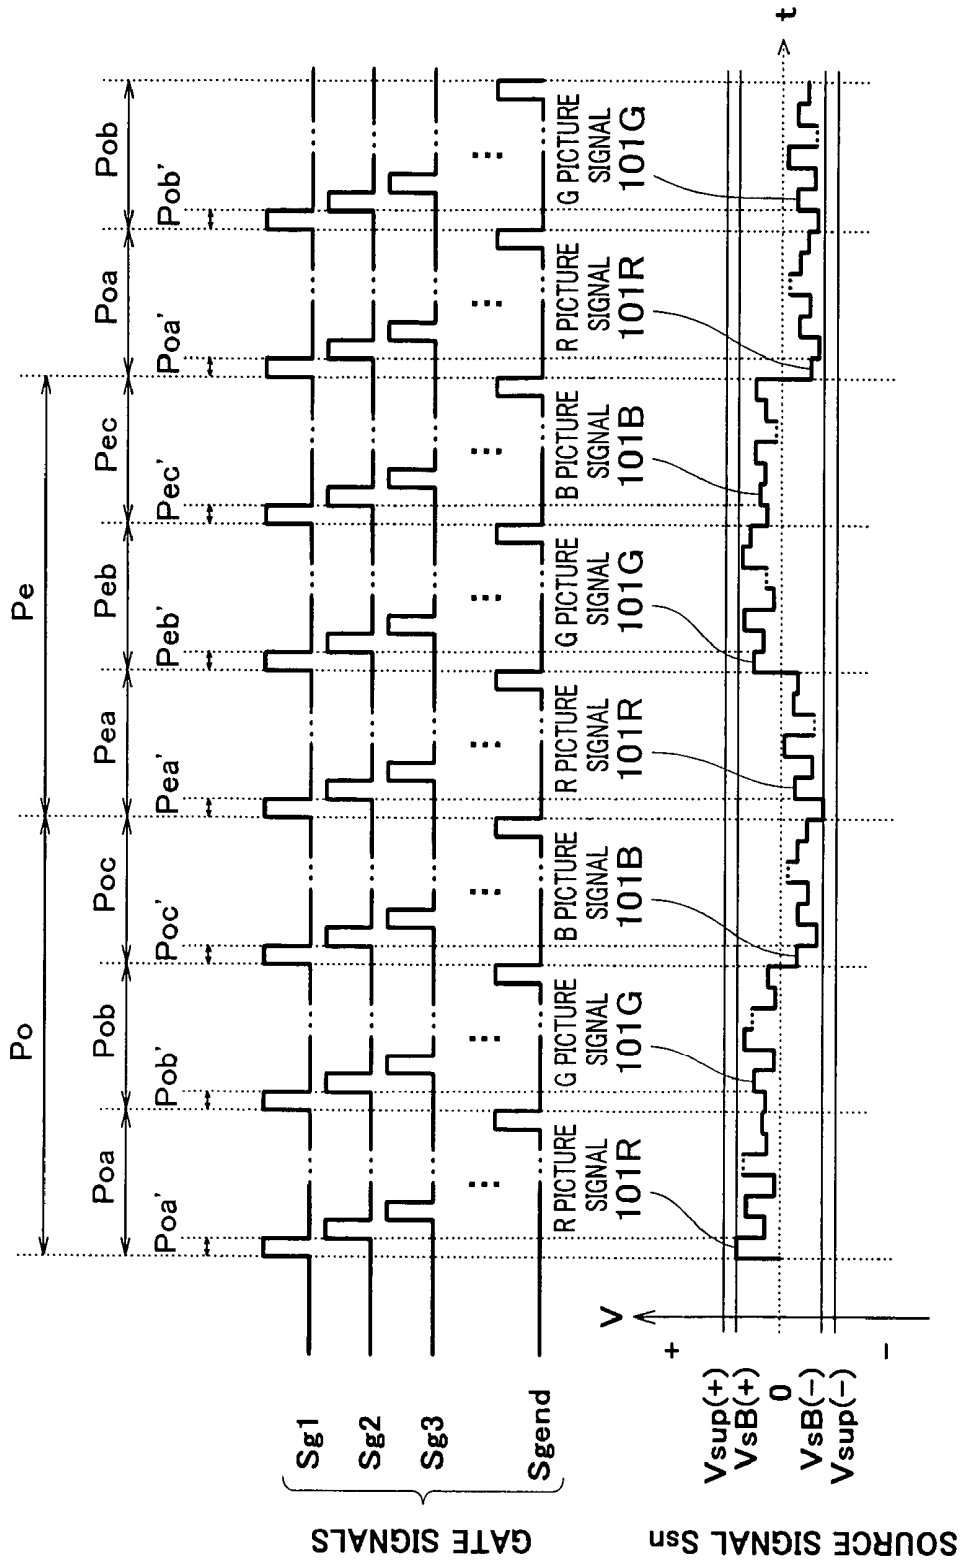 Po
Pe
Poa
Pob
Poc
Pea
Peb
Pec
Poa
Pob
Poa'
Pob'
Poc'
Pea'
Peb'
Pec'
Poa'
Pob'
GATE SIGNALS
Sg1
Sg2
Sg3
Sgend
R PICTURE
SIGNAL
101R
G PICTURE
SIGNAL
101G
B PICTURE
SIGNAL
101B
R PICTURE
SIGNAL
101R
G PICTURE
SIGNAL
101G
B PICTURE
SIGNAL
101B
R PICTURE
SIGNAL
101R
G PICTURE
SIGNAL
101G
SOURCE SIGNAL Ssn
V
+
Vsup(+)
VsB(+)
0
VsB(-)
Vsup(-)
-
t